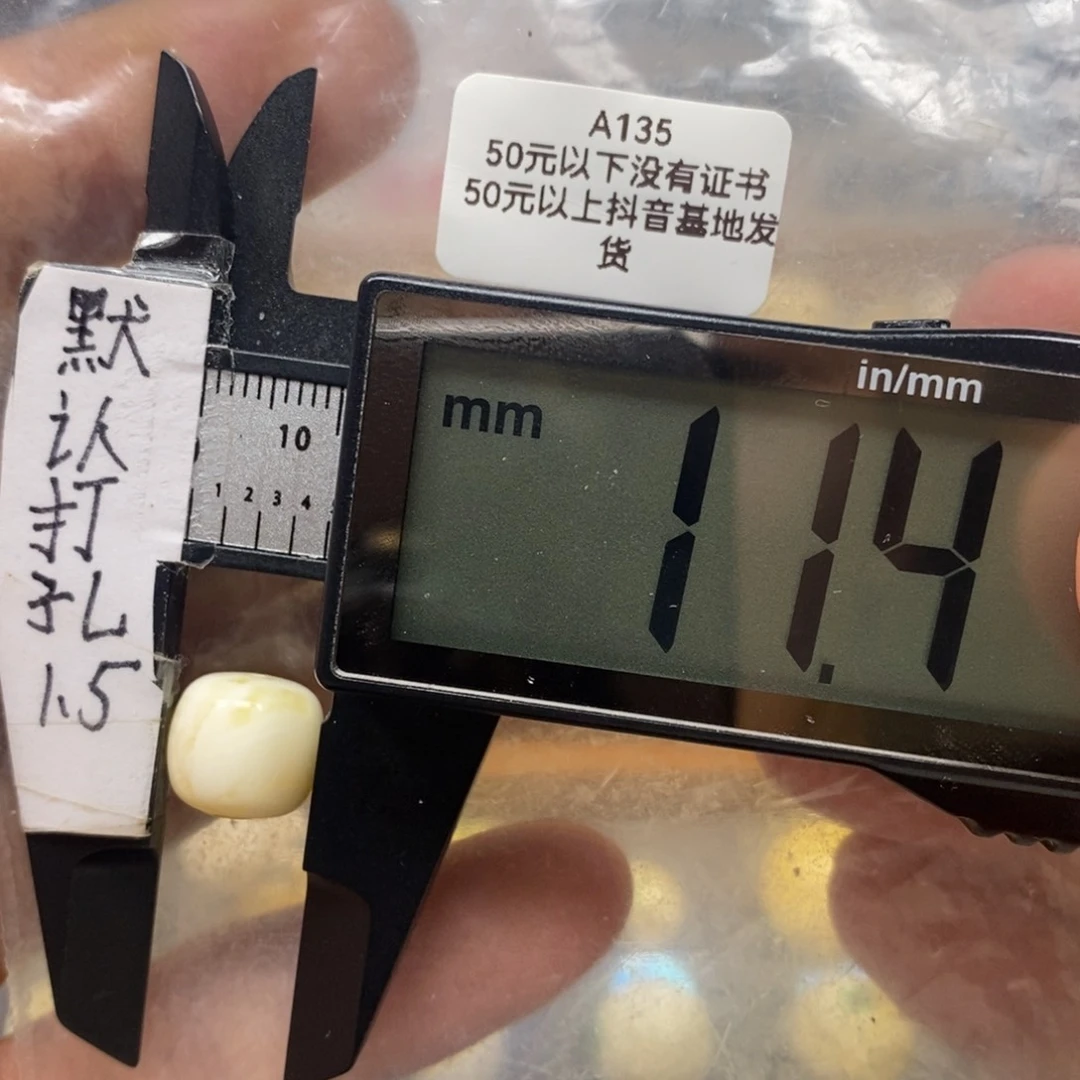 A135
50元以下没有证书
50元以上抖音基地发
货
默
认
打
孔
1.5
in/mm
mm
11.4
10
1 2 3 4